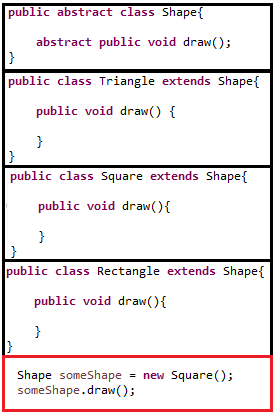 public abstract class Shape{
abstract public void draw();
}
public class Triangle extends Shape{
public void draw() {
}
}
public class Square extends Shape{
public void draw(){
}
}
public class Rectangle extends Shape{
public void draw(){
}
}
Shape someShape = new Square();
someShape.draw();